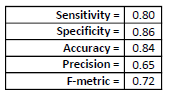 Sensitivity = 0.80
Specificity = 0.86
Accuracy = 0.84
Precision = 0.65
F-metric = 0.72